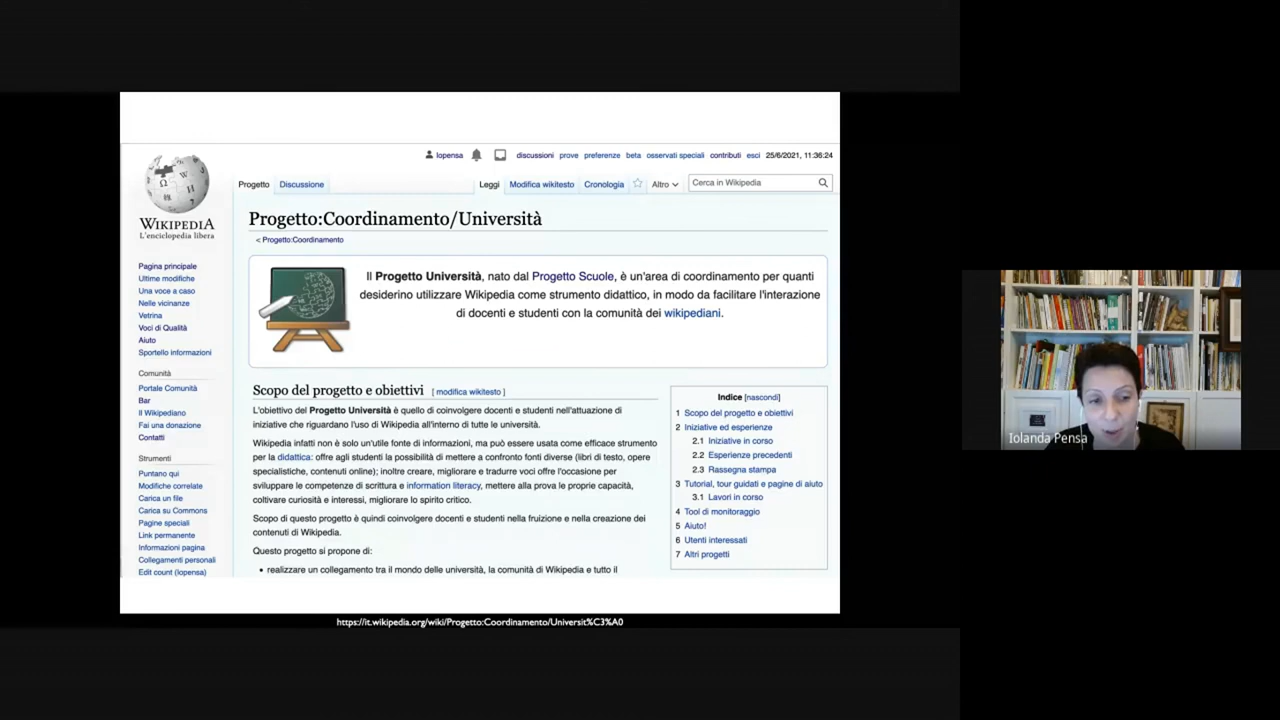 lopensa discussioni prove preferenze beta osservati speciali contributi esci 25/6/2021, 11:36:24
Progetto Discussione Leggi Modifica wikitesto Cronologia Altro Cerca in Wikipedia
WIKIPEDIA
L'enciclopedia libera
Pagina principale
Ultime modifiche
Una voce a caso
Nelle vicinanze
Vetrina
Voci di Qualità
Aiuto
Sportello informazioni
Comunità
Portale Comunità
Bar
Il Wikipediano
Fai una donazione
Contatti
Strumenti
Puntano qui
Modifiche correlate
Carica un file
Carica su Commons
Pagine speciali
Link permanente
Informazioni pagina
Collegamenti personali
Edit count (lopensa)
Progetto:Coordinamento/Università
< Progetto:Coordinamento
Il Progetto Università, nato dal Progetto Scuole, è un'area di coordinamento per quanti
desiderino utilizzare Wikipedia come strumento didattico, in modo da facilitare l'interazione
di docenti e studenti con la comunità dei wikipediani.
Scopo del progetto e obiettivi [ modifica wikitesto ]
L'obiettivo del Progetto Università è quello di coinvolgere docenti e studenti nell'attuazione di
iniziative che riguardano l'uso di Wikipedia all'interno di tutte le università.
Wikipedia infatti non è solo un'utile fonte di informazioni, ma può essere usata come efficace strumento
per la didattica: offre agli studenti la possibilità di mettere a confronto fonti diverse (libri di testo, opere
specialistiche, contenuti online); inoltre creare, migliorare e tradurre voci offre l'occasione per
sviluppare le competenze di scrittura e information literacy, mettere alla prova le proprie capacità,
coltivare curiosità e interessi, migliorare lo spirito critico.
Scopo di questo progetto è quindi coinvolgere docenti e studenti nella fruizione e nella creazione dei
contenuti di Wikipedia.
Questo progetto si propone di:
• realizzare un collegamento tra il mondo delle università, la comunità di Wikipedia e tutto il
Indice [nascondi]
1 Scopo del progetto e obiettivi
2 Iniziative ed esperienze
2.1 Iniziative in corso
2.2 Esperienze precedenti
2.3 Rassegna stampa
3 Tutorial, tour guidati e pagine di aiuto
3.1 Lavori in corso
4 Tool di monitoraggio
5 Aiuto!
6 Utenti interessati
7 Altri progetti
https://it.wikipedia.org/wiki/Progetto:Coordinamento/Universit%C3%A0
Iolanda Pensa